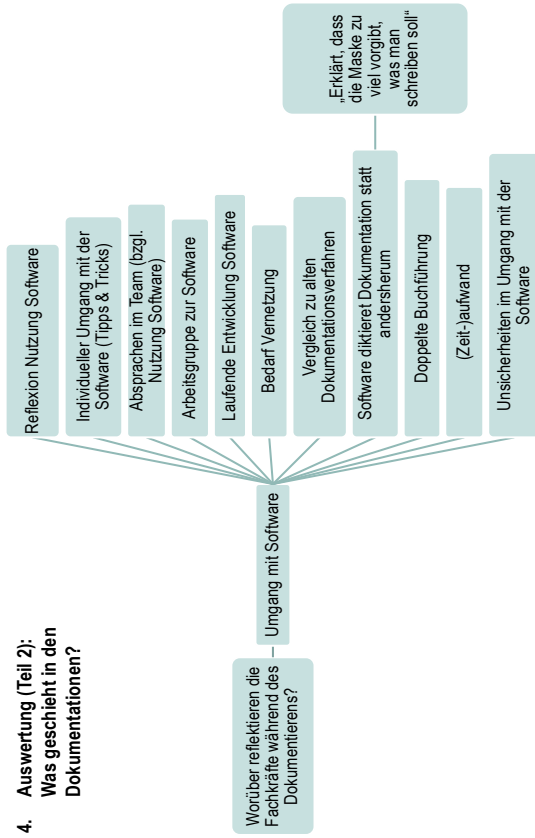 4. Auswertung (Teil 2):
Was geschieht in den
Dokumentationen?
Worüber reflektieren die
Fachkräfte während des
Dokumentierens?
Umgang mit Software
Reflexion Nutzung Software
Individueller Umgang mit der
Software (Tipps & Tricks)
Absprachen im Team (bzgl.
Nutzung Software)
Arbeitsgruppe zur Software
Laufende Entwicklung Software
Bedarf Vernetzung
Vergleich zu alten
Dokumentationsverfahren
Software diktieret Dokumentation statt
andersherum
„Erklärt, dass
die Maske zu
viel vorgibt,
was man
schreiben soll“
Doppelte Buchführung
(Zeit-)aufwand
Unsicherheiten im Umgang mit der
Software